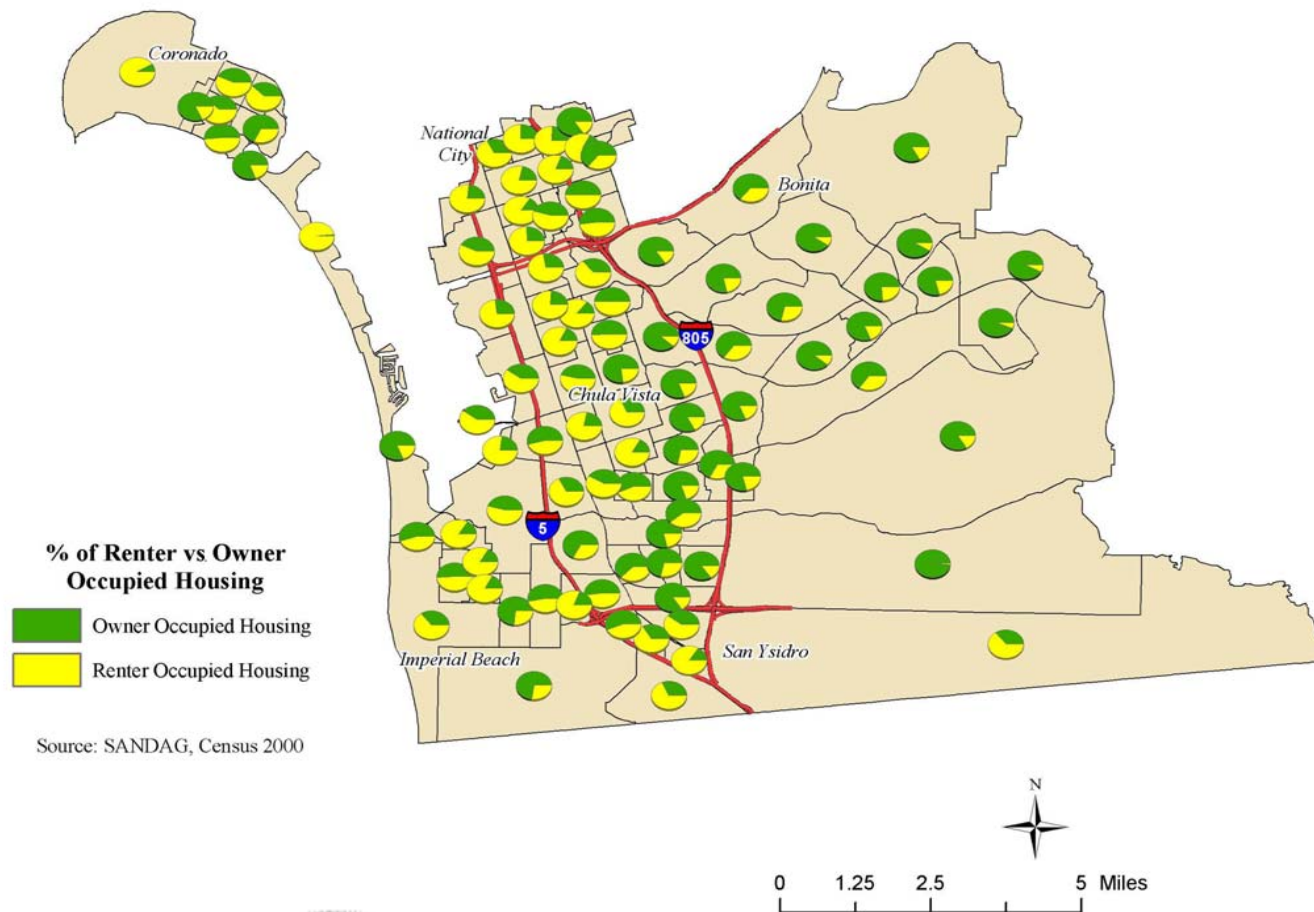 Coronado
National
City
Bonita
805
Chula Vista
5
% of Renter vs Owner
Occupied Housing
Owner Occupied Housing
Renter Occupied Housing
Imperial Beach
San Ysidro
Source: SANDAG, Census 2000
N
0 1.25 2.5 5 Miles